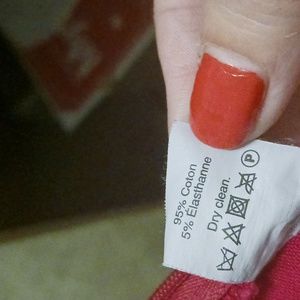 95% Coton
5% Elasthanne
Dry clean.
P